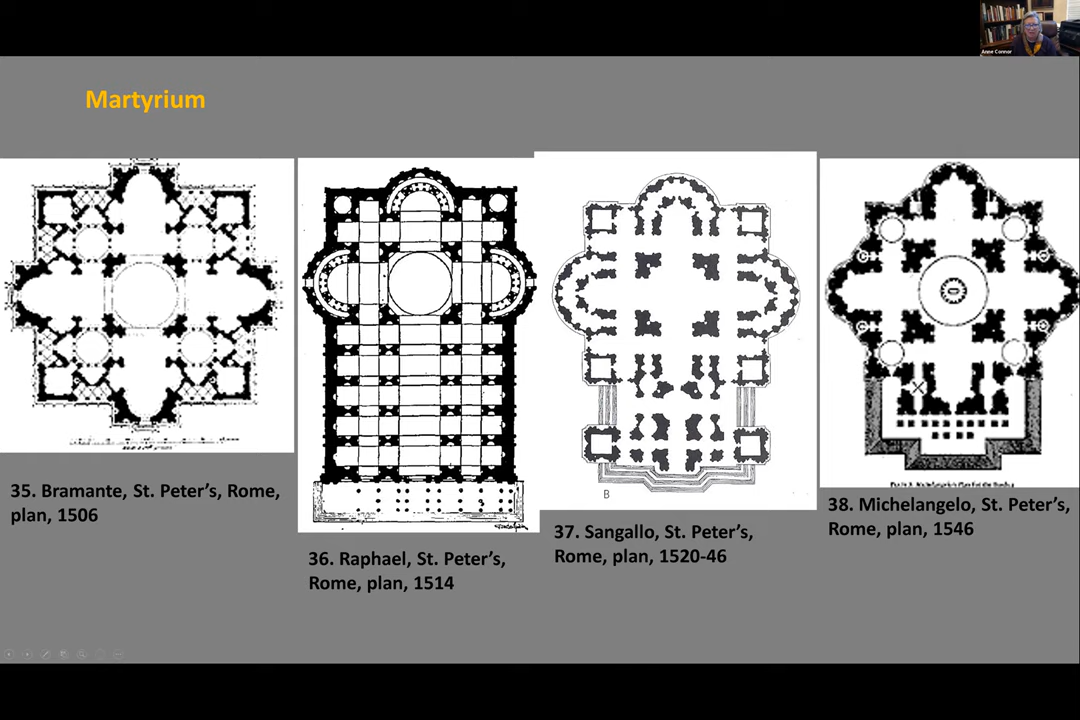 Anne Connor
Martyrium
35. Bramante, St. Peter's, Rome,
plan, 1506
36. Raphael, St. Peter's,
Rome, plan, 1514
B
37. Sangallo, St. Peter's,
Rome, plan, 1520-46
38. Michelangelo, St. Peter's,
Rome, plan, 1546